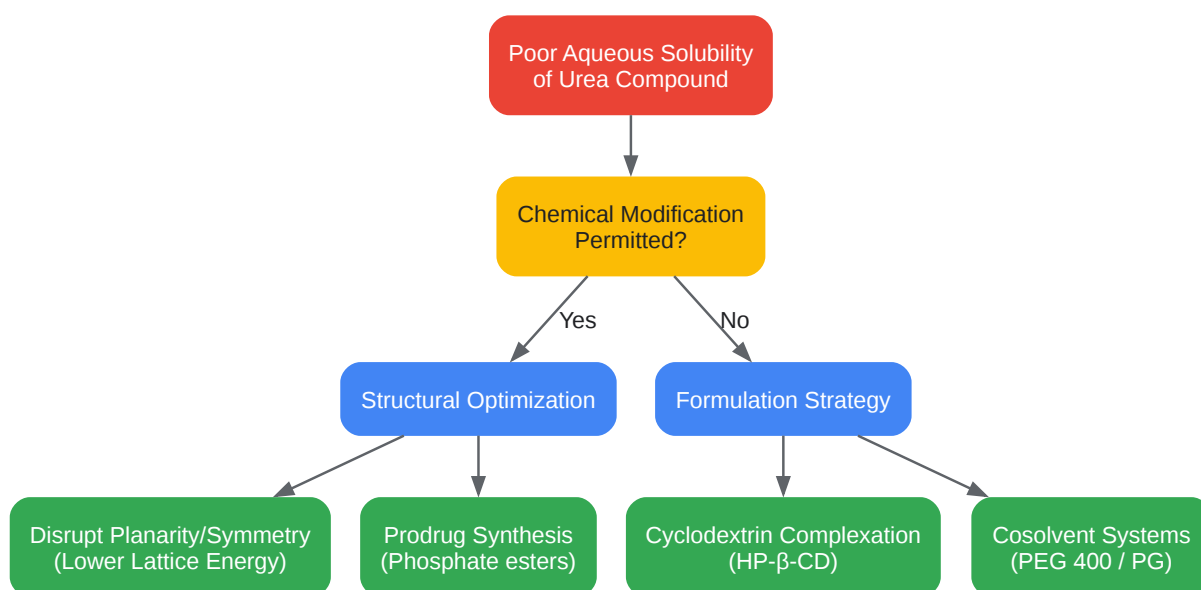 Poor Aqueous Solubility
of Urea Compound
Chemical Modification
Permitted?
Yes
No
Structural Optimization
Formulation Strategy
Disrupt Planarity/Symmetry
(Lower Lattice Energy)
Prodrug Synthesis
(Phosphate esters)
Cyclodextrin Complexation
(HP-β-CD)
Cosolvent Systems
(PEG 400 / PG)